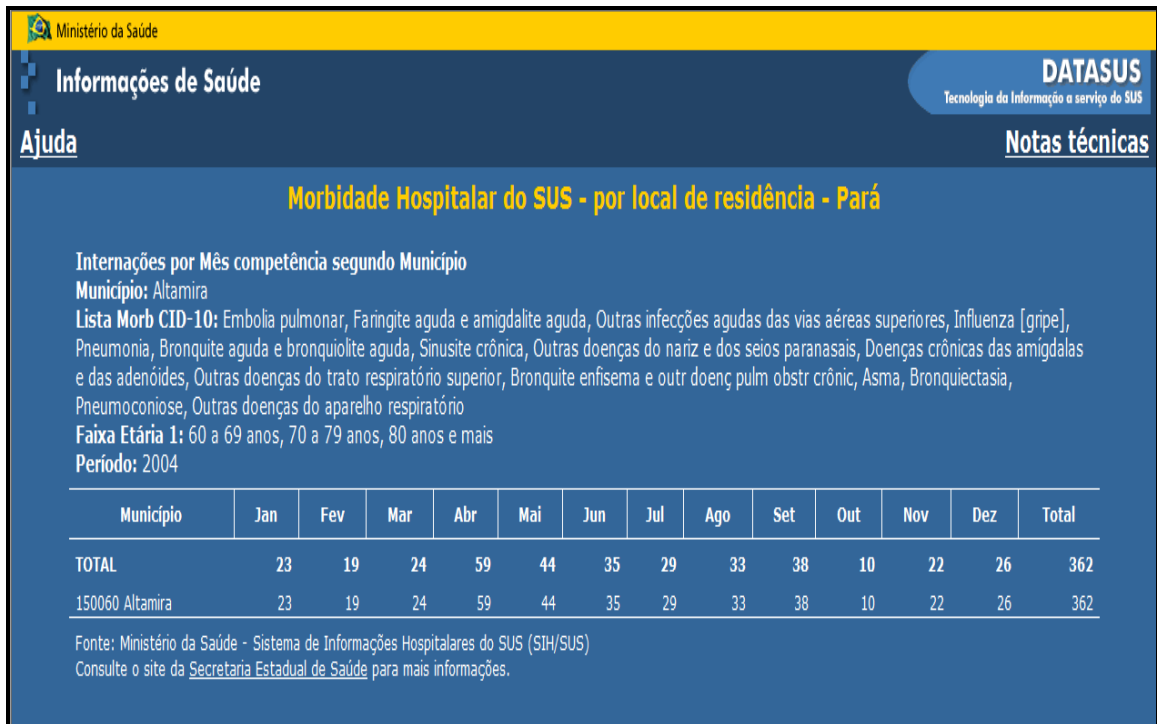 Ministério da Saúde
Informações de Saúde
DATASUS
Tecnologia da Informação a serviço do SUS
Ajuda
Notas técnicas
Morbidade Hospitalar do SUS - por local de residência - Pará
Internações por Mês competência segundo Município
Município: Altamira
Lista Morb CID-10: Embolia pulmonar, Faringite aguda e amigdalite aguda, Outras infecções agudas das vias aéreas superiores, Influenza [gripe],
Pneumonia, Bronquite aguda e bronquiolite aguda, Sinusite crônica, Outras doenças do nariz e dos seios paranasais, Doenças crônicas das amígdalas
e das adenóides, Outras doenças do trato respiratório superior, Bronquite enfisema e outr doenç pulm obstr crônic, Asma, Bronquiectasia,
Pneumoconiose, Outras doenças do aparelho respiratório
Faixa Etária 1: 60 a 69 anos, 70 a 79 anos, 80 anos e mais
Período: 2004
Município Jan Fev Mar Abr Mai Jun Jul Ago Set Out Nov Dez Total
TOTAL 23 19 24 59 44 35 29 33 38 10 22 26 362
150060 Altamira 23 19 24 59 44 35 29 33 38 10 22 26 362
Fonte: Ministério da Saúde - Sistema de Informações Hospitalares do SUS (SIH/SUS)
Consulte o site da Secretaria Estadual de Saúde para mais informações.